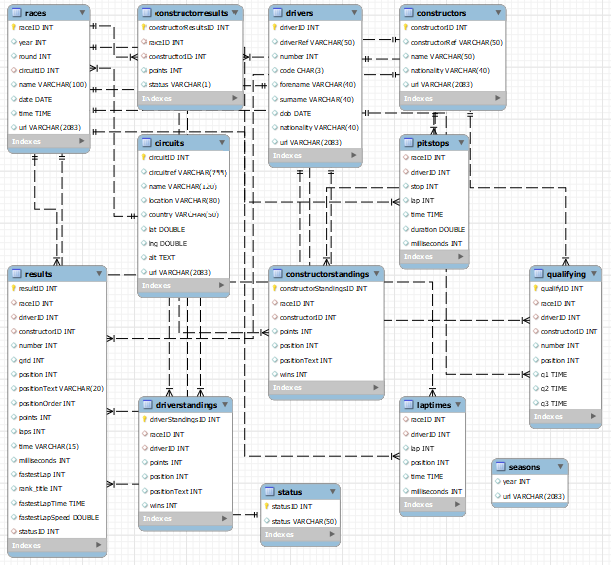 races
raceID INT
year INT
round INT
circuitID INT
name VARCHAR(100)
date DATE
time TIME
url VARCHAR(2083)
Indexes
constructorresults
constructorResultsID INT
raceID INT
constructorID INT
points INT
status VARCHAR(1)
Indexes
drivers
driverID INT
driverRef VARCHAR(50)
number INT
code CHAR(3)
forename VARCHAR(40)
surname VARCHAR(40)
dob DATE
nationality VARCHAR(40)
url VARCHAR(2083)
Indexes
constructors
constructorID INT
constructorRef VARCHAR(50)
name VARCHAR(50)
nationality VARCHAR(40)
url VARCHAR(2083)
Indexes
circuits
circuitID INT
name VARCHAR(120)
location VARCHAR(80)
country VARCHAR(50)
lat DOUBLE
lng DOUBLE
alt TEXT
url VARCHAR(2083)
Indexes
pitstops
raceID INT
driverID INT
stop INT
lap INT
time TIME
duration DOUBLE
milliseconds INT
Indexes
results
resultID INT
raceID INT
driverID INT
constructorID INT
number INT
grid INT
position INT
positionText VARCHAR(20)
positionOrder INT
points INT
laps INT
time VARCHAR(15)
milliseconds INT
fastestLap INT
rank_title INT
fastestLapTime TIME
fastestLapSpeed DOUBLE
statusID INT
Indexes
constructorstandings
constructorStandingsID INT
raceID INT
constructorID INT
points INT
position INT
positionText INT
wins INT
Indexes
qualifying
qualifyID INT
raceID INT
driverID INT
constructorID INT
number INT
position INT
q1 TIME
q2 TIME
q3 TIME
Indexes
driverstandings
driverStandingsID INT
raceID INT
driverID INT
points INT
position INT
positionText INT
wins INT
Indexes
laptimes
raceID INT
driverID INT
lap INT
position INT
time TIME
milliseconds INT
Indexes
status
statusID INT
status VARCHAR(50)
Indexes
seasons
year INT
url VARCHAR(2083)